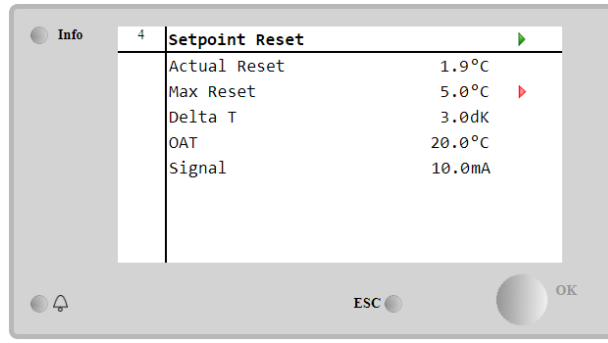 Info
4 Setpoint Reset
Actual Reset 1.9°C
Max Reset 5.0°C
Delta T 3.0dK
OAT 20.0°C
Signal 10.0mA
ESC
OK